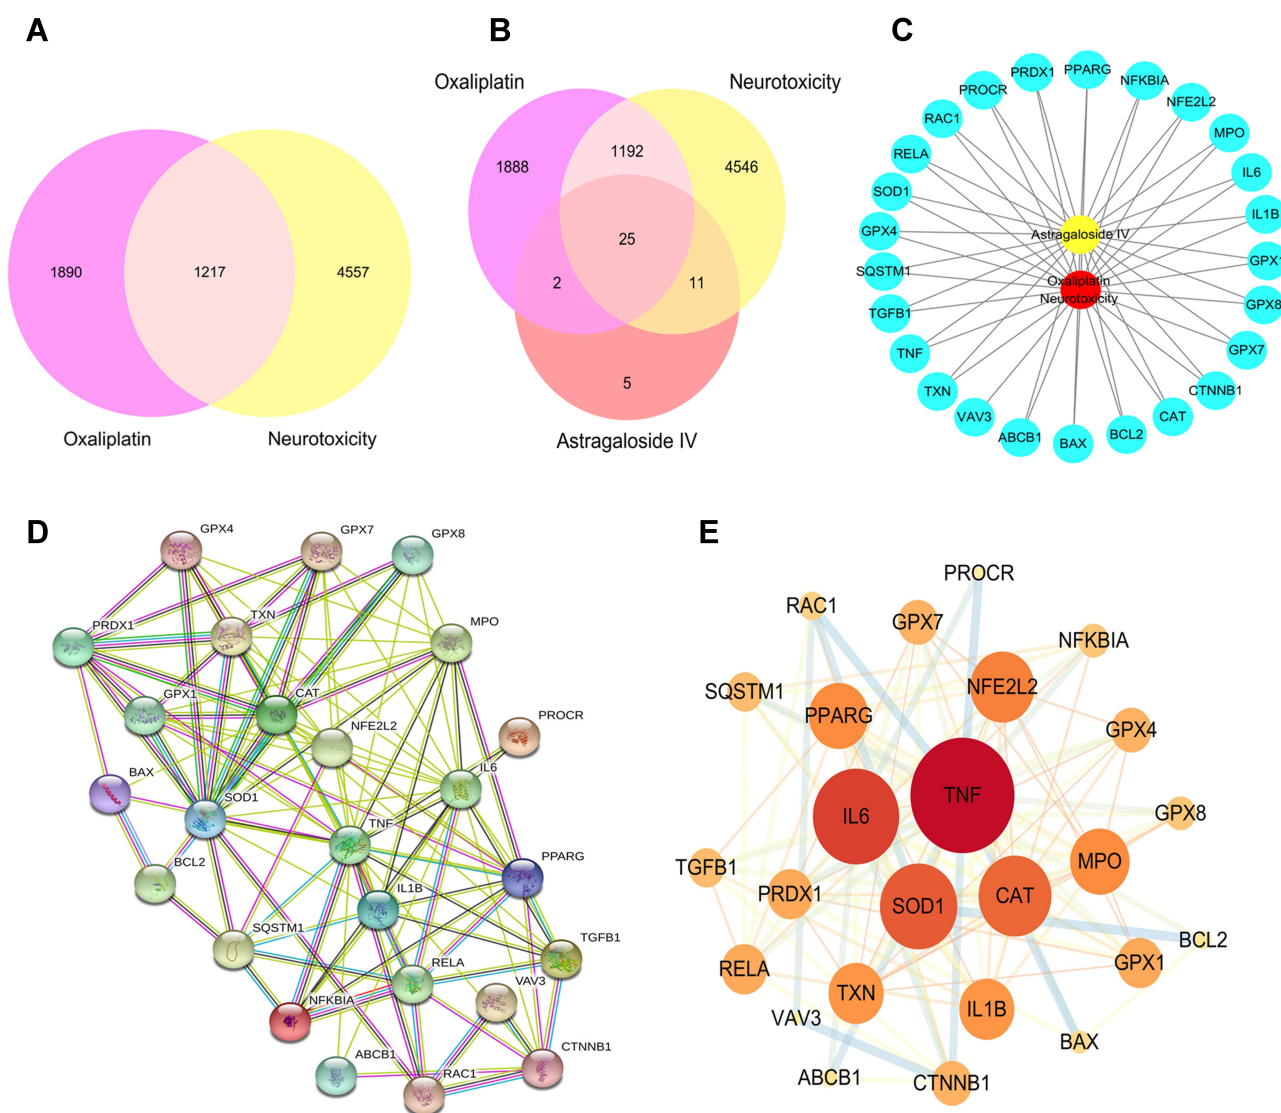 A
B
C
Oxaliplatin
Neurotoxicity
1890
1217
4557
Oxaliplatin
Neurotoxicity
1888
1192
4546
25
2
11
5
Astragaloside IV
PPARG
PRDX1
NFKBIA
PROCR
NFE2L2
RAC1
MPO
RELA
IL6
SOD1
IL1B
GPX4
Astragaloside IV
GPX1
SQSTM1
Oxaliplatin
Neurotoxicity
GPX8
TGFB1
TNF
GPX7
TXN
CTNNB1
VAV3
CAT
ABCB1
BAX
BCL2
D
E
GPX4
GPX7
GPX8
TXN
PRDX1
MPO
GPX1
CAT
NFE2L2
PROCR
BAX
IL6
SOD1
TNF
BCL2
PPARG
IL1B
SQSTM1
TGFB1
RELA
VAV3
NFKBIA
ABCB1
CTNNB1
RAC1
PROCR
RAC1
GPX7
NFKBIA
SQSTM1
NFE2L2
PPARG
GPX4
TNF
IL6
GPX8
TGFB1
MPO
PRDX1
CAT
SOD1
BCL2
RELA
GPX1
TXN
IL1B
VAV3
BAX
ABCB1
CTNNB1